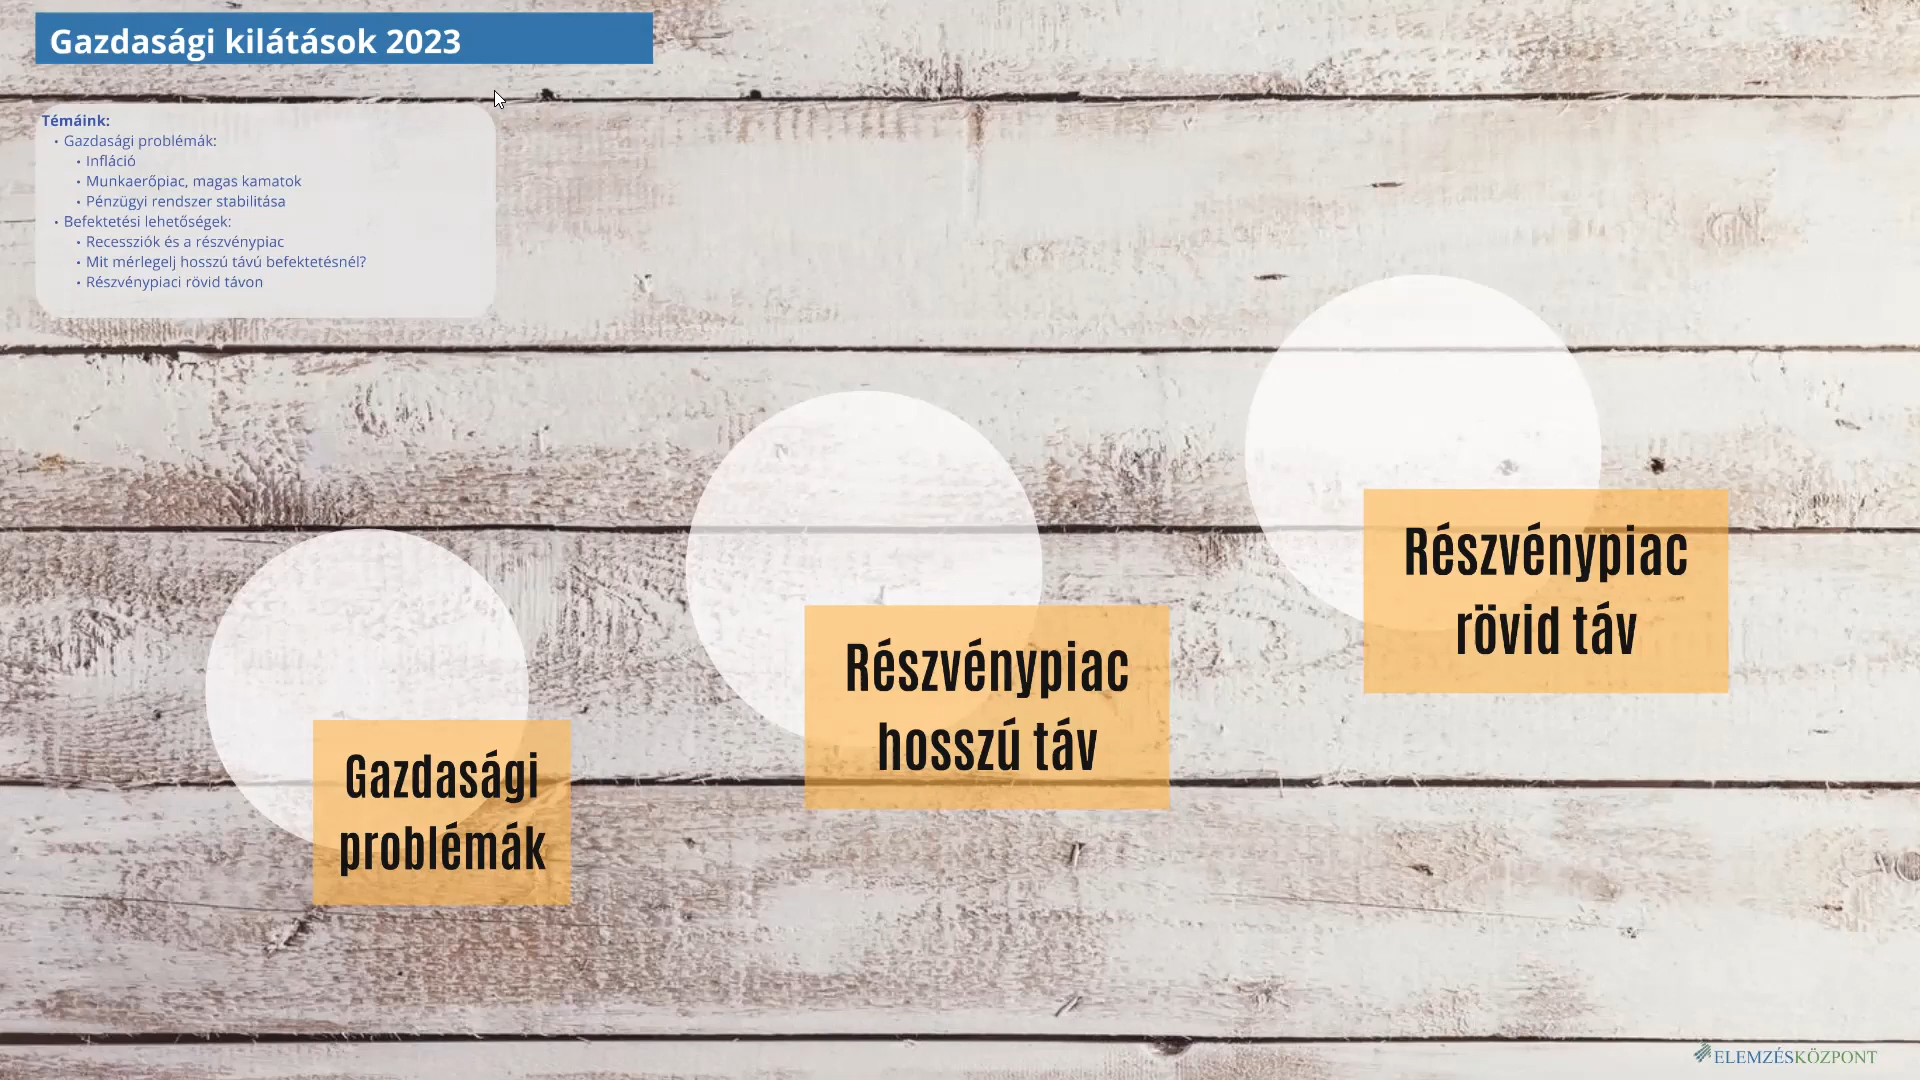 Gazdasági kilátások 2023
Témáink:
• Gazdasági problémák:
• Infláció
• Munkaerőpiac, magas kamatok
• Pénzügyi rendszer stabilitása
• Befektetési lehetőségek:
• Recessziók és a részvénypiac
• Mit mérlegelj hosszú távú befektetésnél?
• Részvénypiaci rövid távon
Részvénypiac
rövid táv
Részvénypiac
hosszú táv
Gazdasági
problémák
ELEMZÉSKÖZPONT